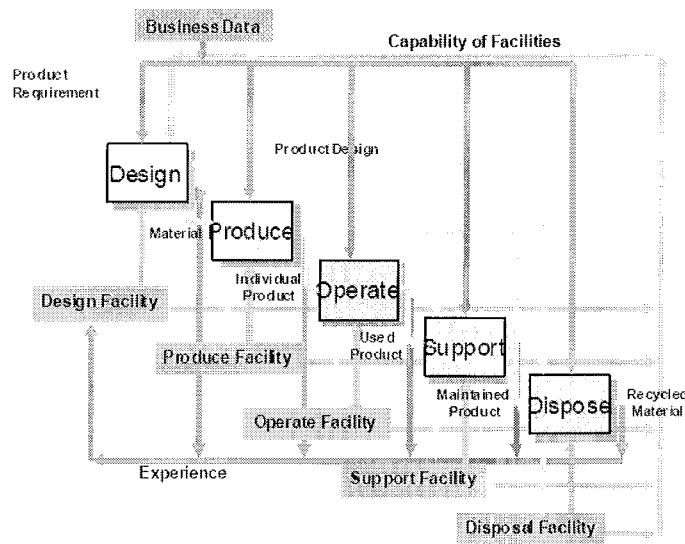 Business Data
Capability of Facilities
Product
Requirement
Product Design
Design
Material
Produce
Individual
Product
Design Facility
Operate
Used
Product
Produce Facility
Support
Maintained
Product
Dispose
Recycled
Material
Operate Facility
Experience
Support Facility
Disposal Facility